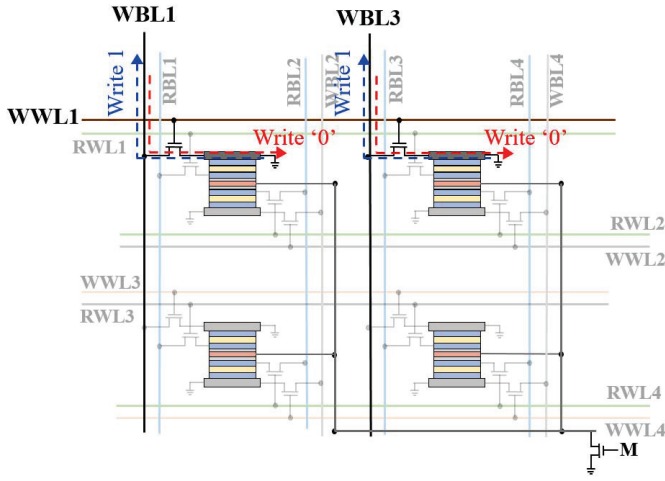 WBL1 WBL3
Write 1 RBL1 RBL2 WBL2 Write 1 RBL3 RBL4 WBL4
WWL1
Write ‘0’ Write ‘0’
RWL1
RWL2
WWL2
WWL3
RWL3
RWL4
WWL4
M